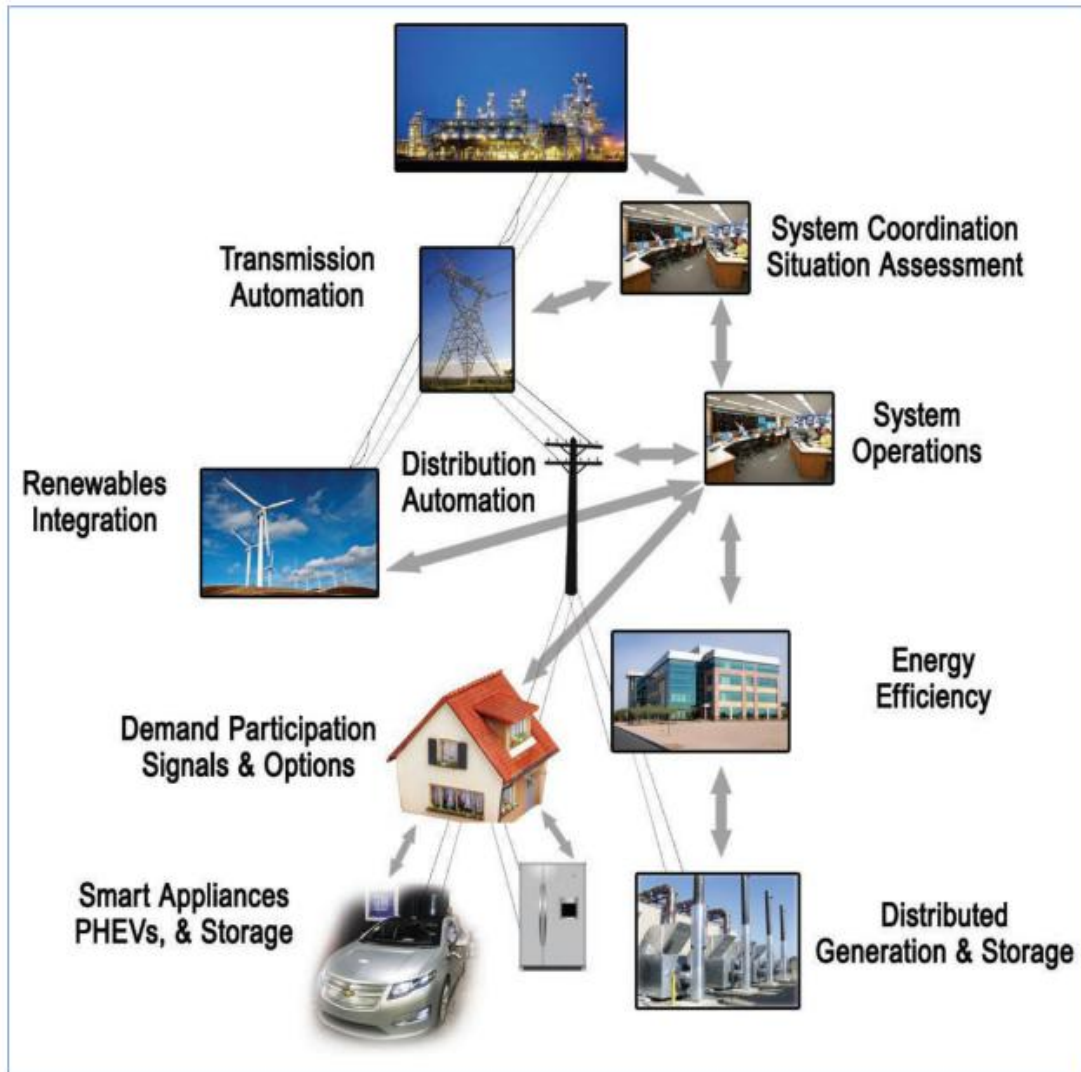 System Coordination
Situation Assessment
Transmission
Automation
System
Operations
Renewables
Integration
Distribution
Automation
Energy
Efficiency
Demand Participation
Signals & Options
Smart Appliances
PHEVs, & Storage
Distributed
Generation & Storage